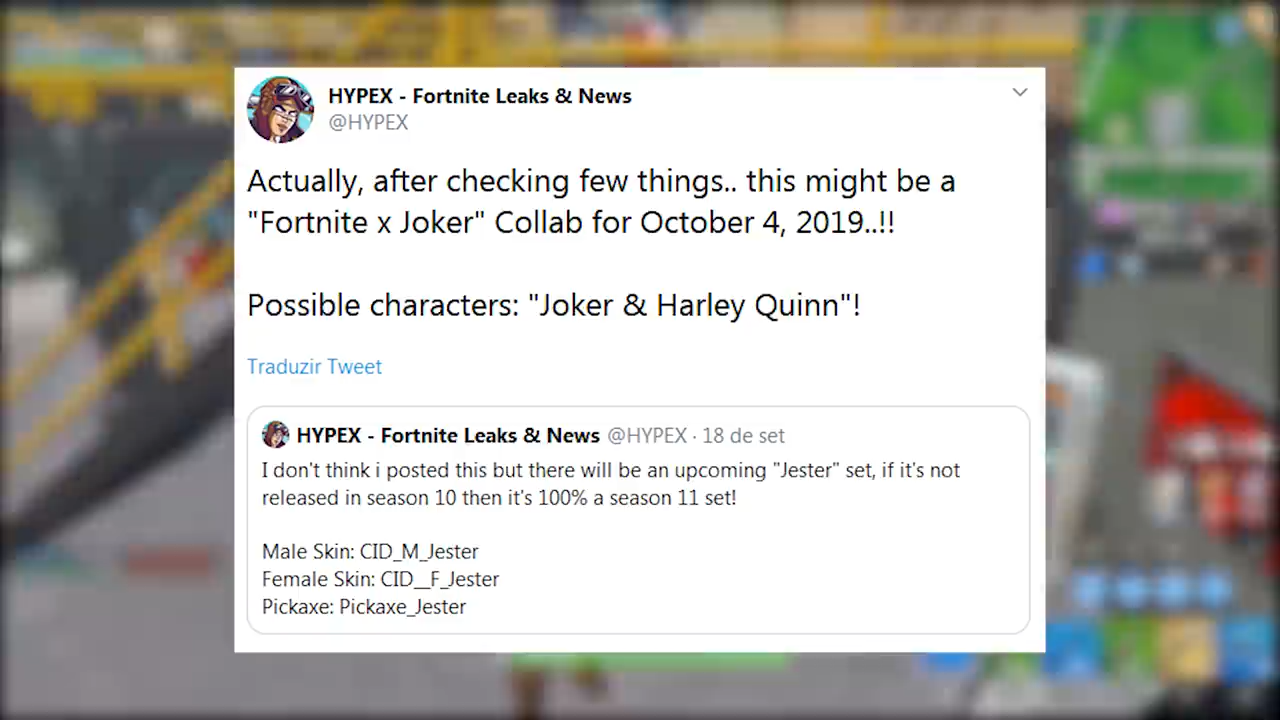 HYPEX - Fortnite Leaks & News
@HYPEX
Actually, after checking few things.. this might be a
"Fortnite x Joker" Collab for October 4, 2019..!!
Possible characters: "Joker & Harley Quinn"!
Traduzir Tweet
HYPEX - Fortnite Leaks & News @HYPEX · 18 de set
I don't think i posted this but there will be an upcoming "Jester" set, if it's not
released in season 10 then it's 100% a season 11 set!
Male Skin: CID_M_Jester
Female Skin: CID__F_Jester
Pickaxe: Pickaxe_Jester